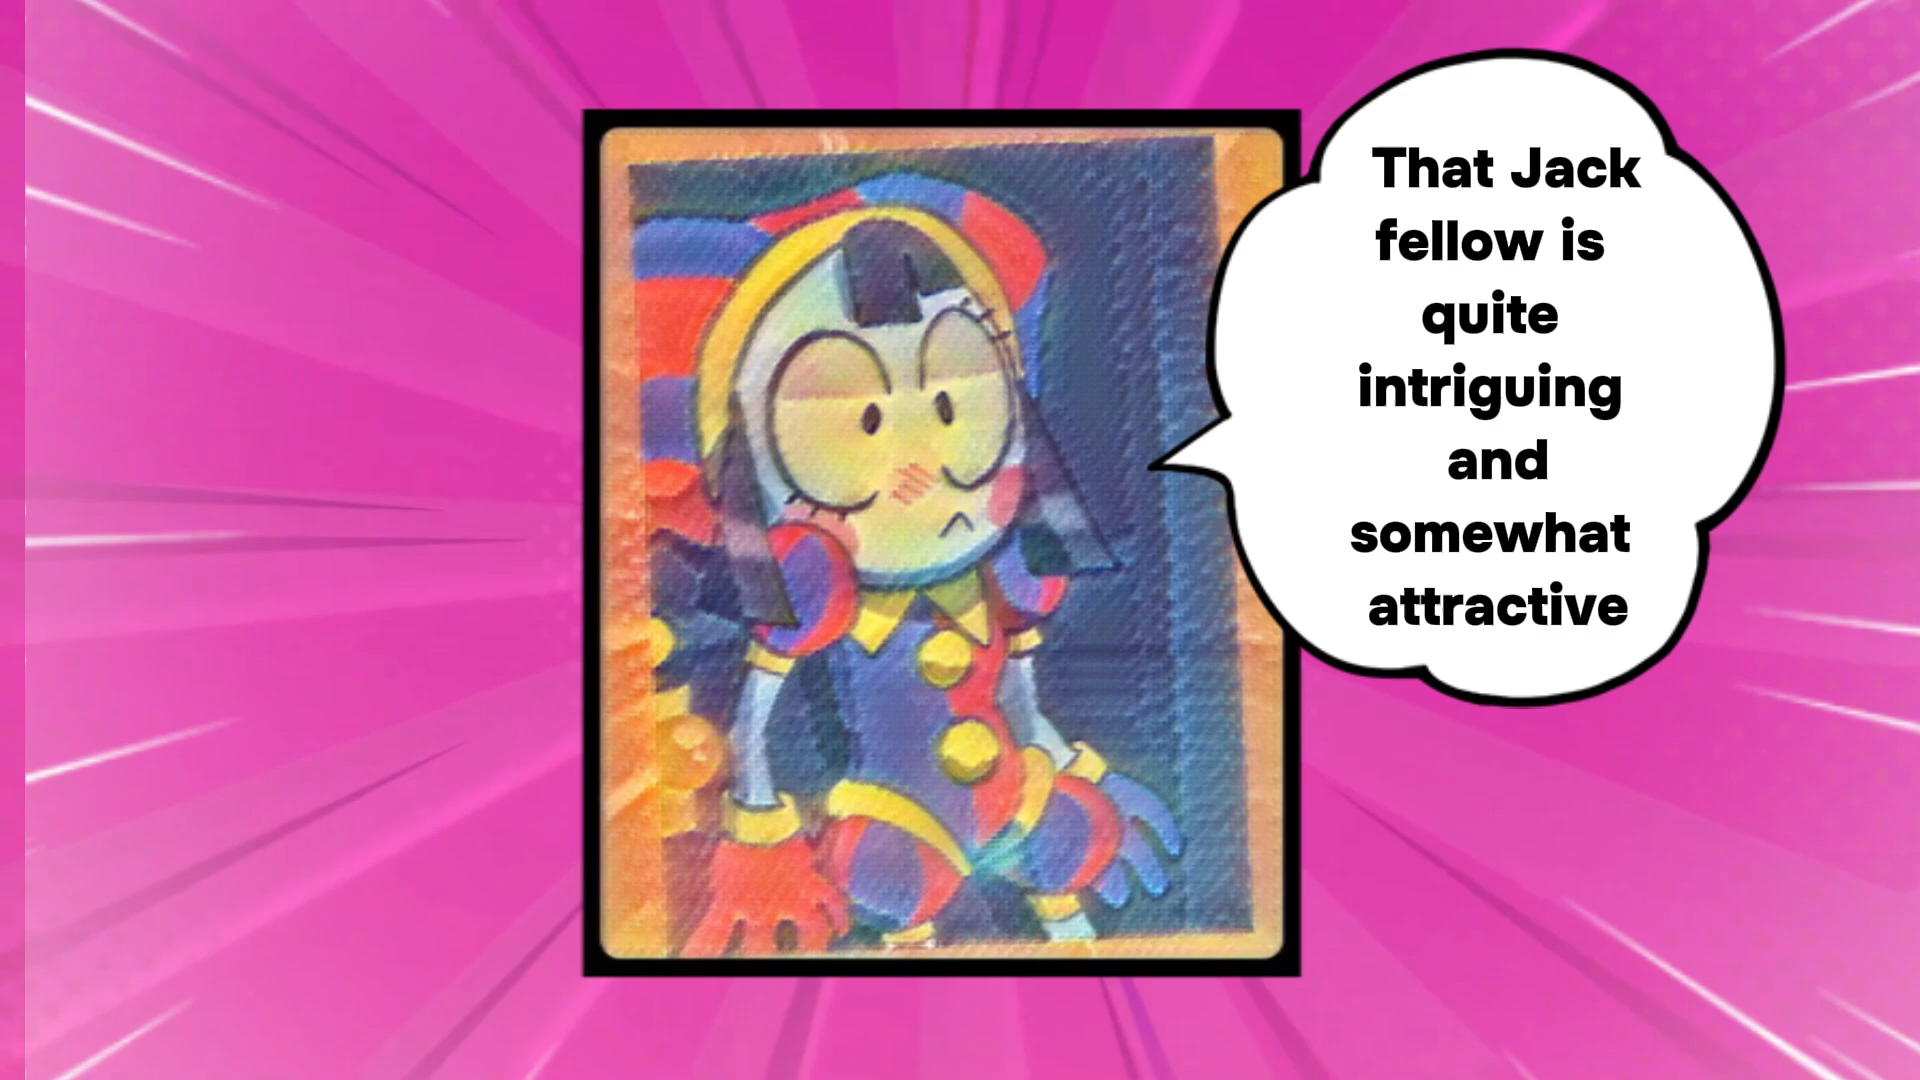 That Jack
fellow is
quite
intriguing
and
somewhat
attractive